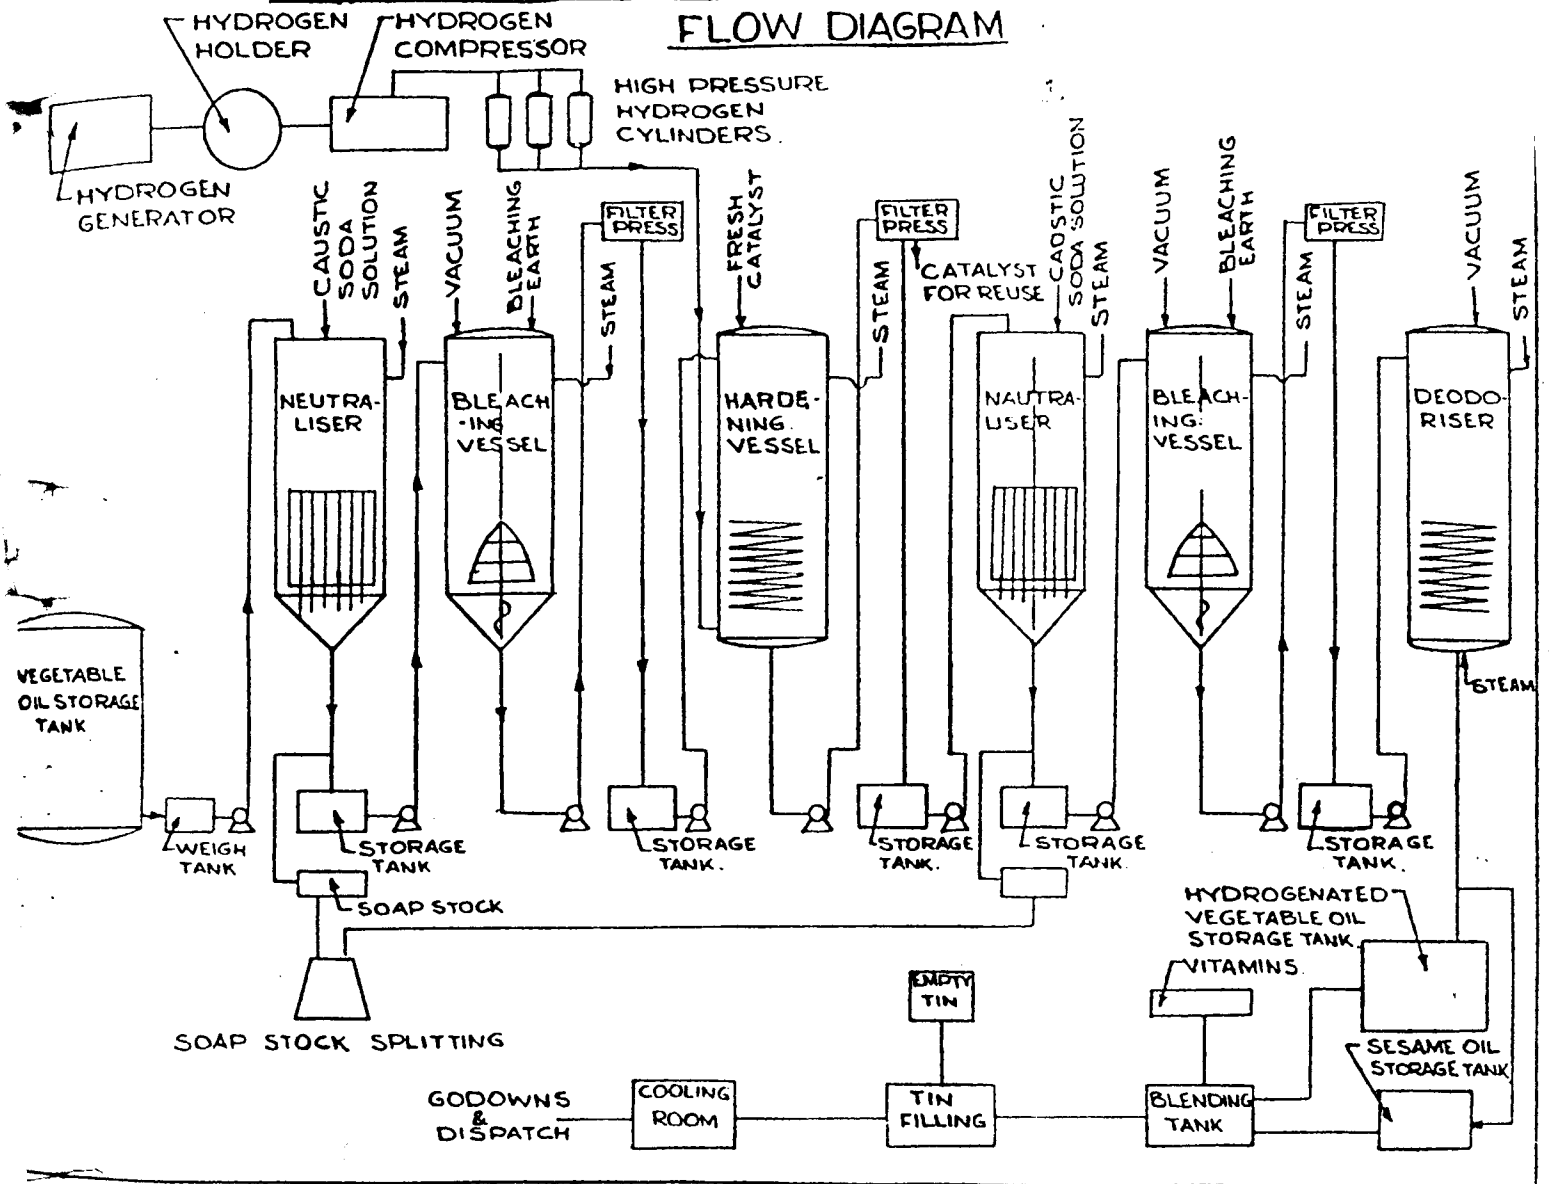 FLOW DIAGRAM
HYDROGEN
HOLDER
HYDROGEN
COMPRESSOR
HIGH PRESSURE
HYDROGEN
CYLINDERS.
HYDROGEN
GENERATOR
CAUSTIC
SODA
SOLUTION
STEAM
VACUUM
BLEACHING
EARTH
STEAM
FILTER
PRESS
FRESH
CATALYST
STEAM
FILTER
PRESS
CATALYST
FOR REUSE
CAOSTIC
SODA SOLUTION
STEAM
VACUUM
BLEACHING
EARTH
STEAM
FILTER
PRESS
VACUUM
STEAM
NEUTRA-
LISER
BLEACH
-ING
VESSEL
HARDE-
NING.
VESSEL
NAUTRA-
LISER
BLEACH-
ING:
VESSEL
DEODO-
RISER
VEGETABLE
OIL STORAGE
TANK
STEAM
WEIGH
TANK
STORAGE
TANK
STORAGE
TANK.
STORAGE
TANK.
STORAGE
TANK.
STORAGE
TANK.
SOAP STOCK
SOAP STOCK SPLITTING
HYDROGENATED
VEGETABLE OIL
STORAGE TANK.
VITAMINS.
EMPTY
TIN
SESAME OIL
STORAGE TANK
GODOWNS
&
DISPATCH
COOLING
ROOM
TIN
FILLING
BLENDING
TANK